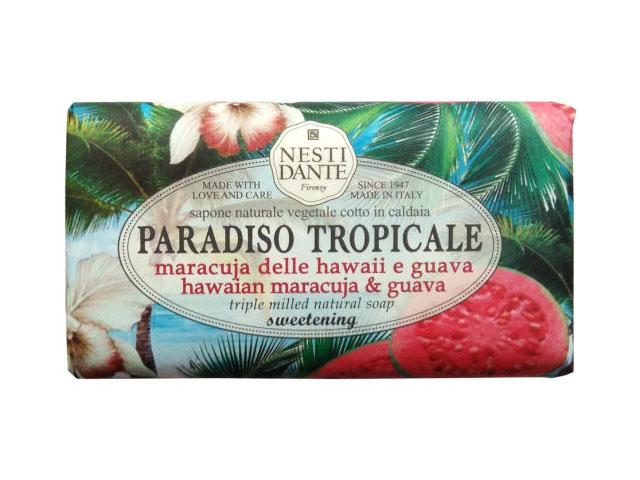 NESTI
DANTE
Firenze
MADE WITH
LOVE AND CARE
SINCE 1947
MADE IN ITALY
sapone naturale vegetale cotto in caldaia
PARADISO TROPICALE
maracuja delle hawaii e guava
hawaiian maracuja & guava
triple milled natural soap
sweetening